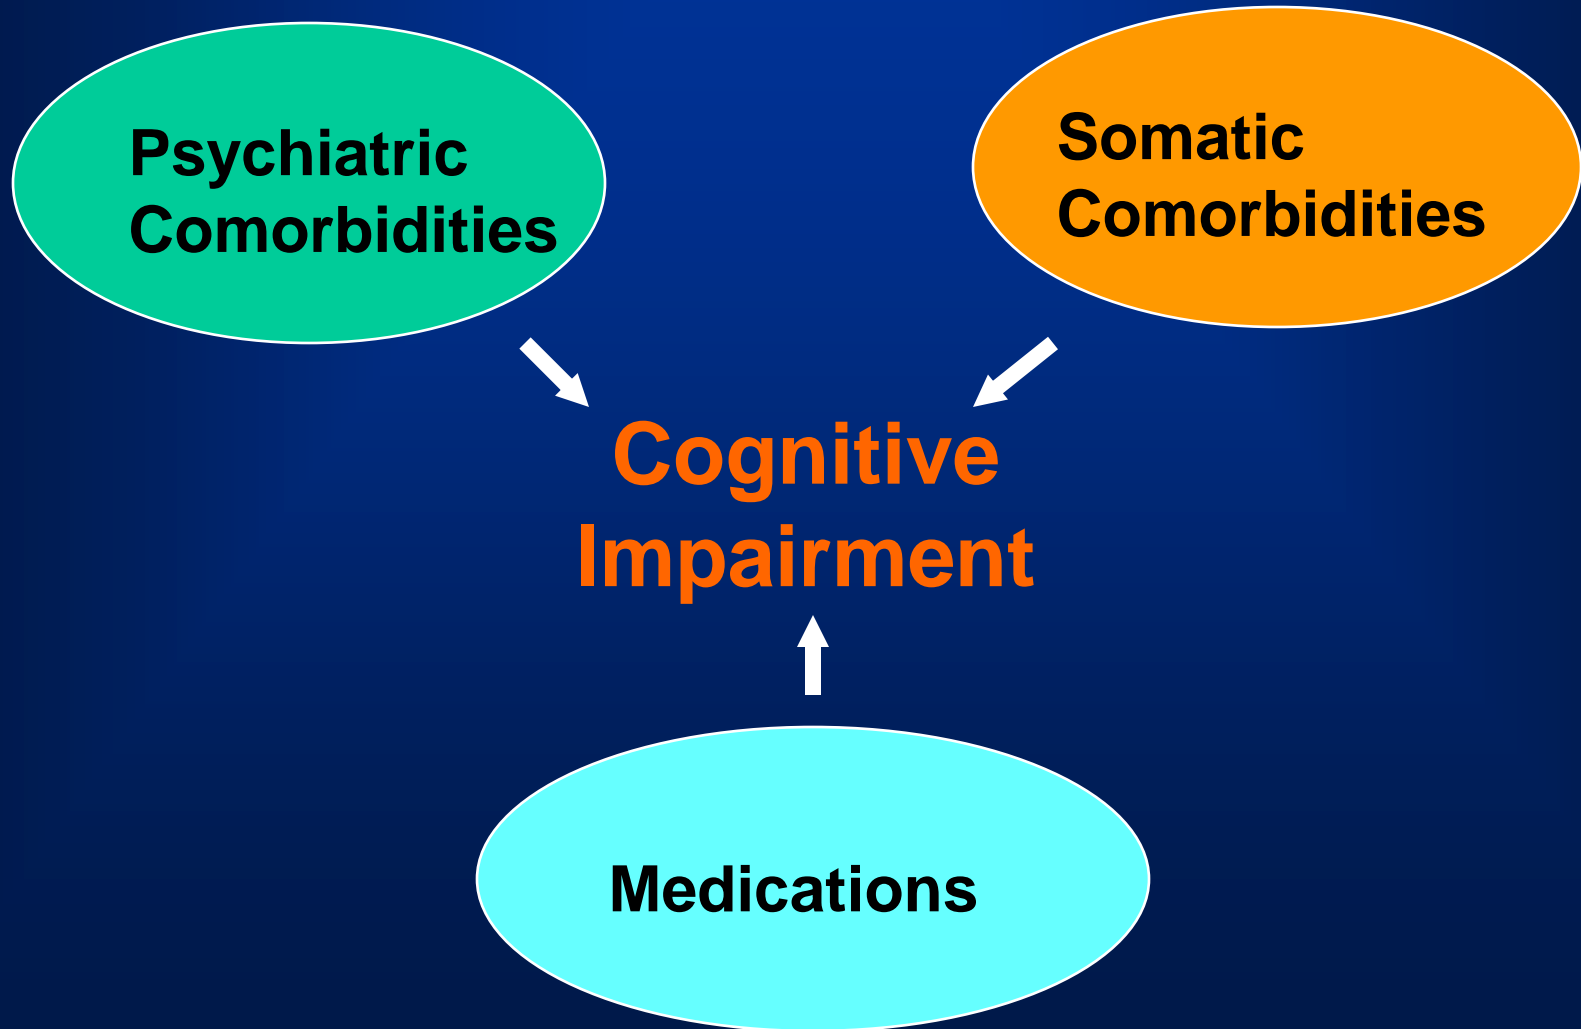 Psychiatric
Comorbidities
Somatic
Comorbidities
Cognitive
Impairment
Medications